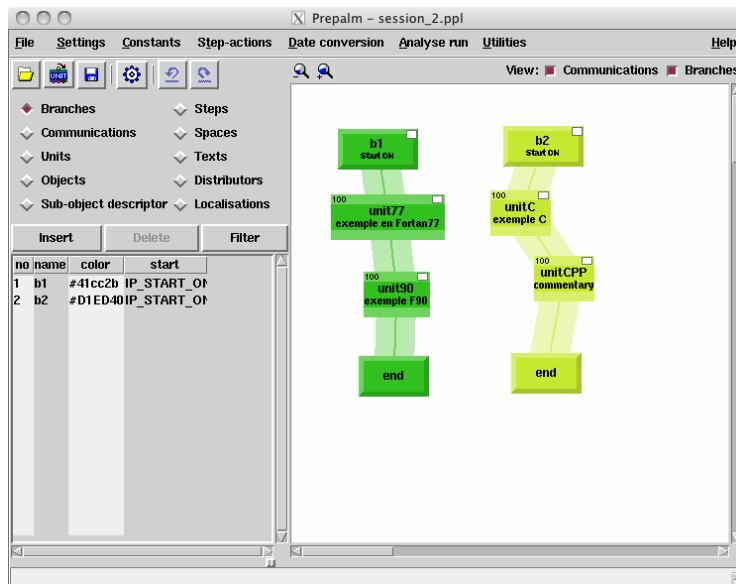 Prepalm - session_2.ppl
File Settings Constants Step-actions Date conversion Analyse run Utilities Help
UNIT
View: Communications Branches
Branches Steps
Communications Spaces
Units Texts
Objects Distributors
Sub-object descriptor Localisations
Insert Delete Filter
no name color start
1 b1 #41cc2b IP_START_ON
2 b2 #D1ED40 IP_START_ON
b1
Start ON
100
unit77
exemple en Fortan77
100
unit90
exemple F90
end
b2
Start ON
100
unitC
exemple C
100
unitCPP
commentary
end